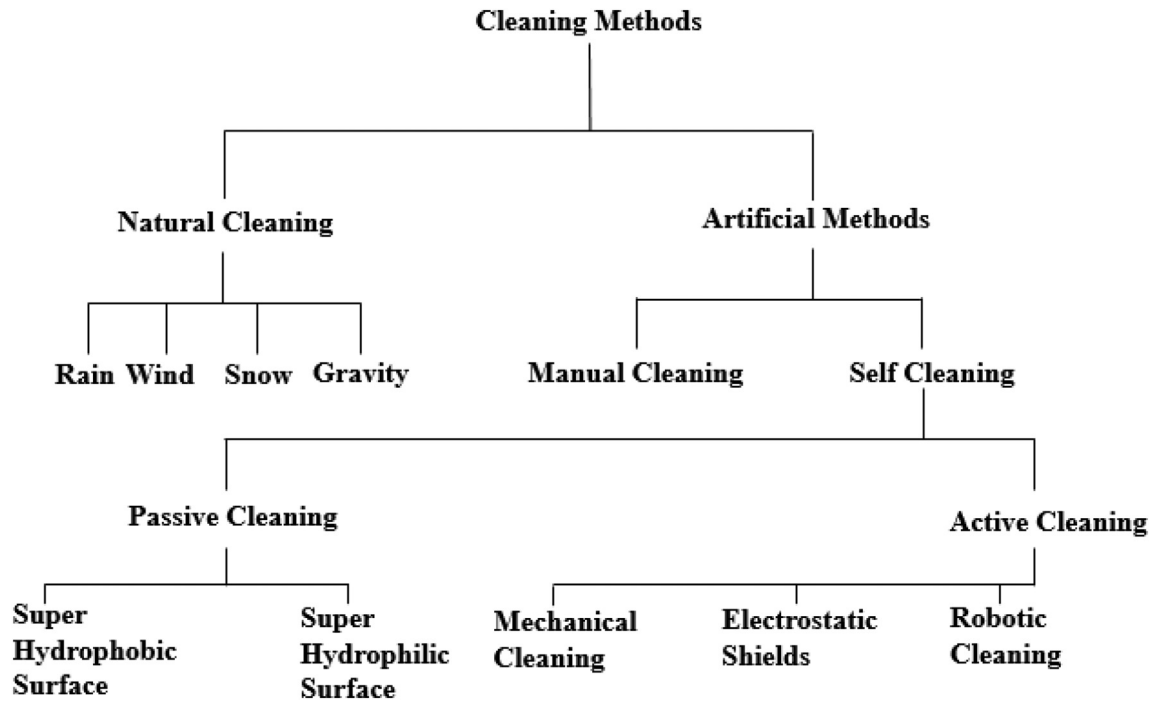 Cleaning Methods
Natural Cleaning
Artificial Methods
Rain
Wind
Snow
Gravity
Manual Cleaning
Self Cleaning
Passive Cleaning
Active Cleaning
Super
Hydrophobic
Surface
Super
Hydrophilic
Surface
Mechanical
Cleaning
Electrostatic
Shields
Robotic
Cleaning